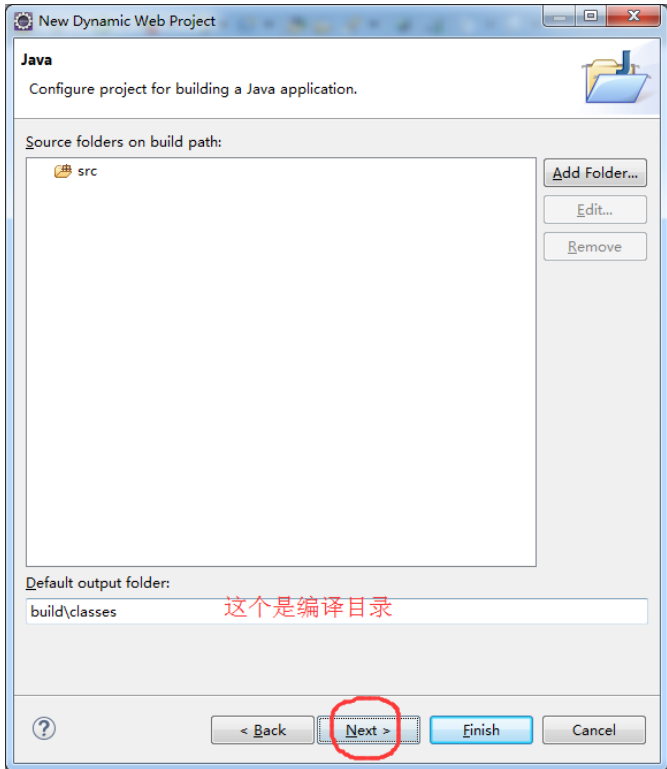 New Dynamic Web Project
Java
Configure project for building a Java application.
Source folders on build path:
src
Add Folder...
Edit...
Remove
Default output folder:
build\classes
这个是编译目录
?
< Back
Next >
Finish
Cancel